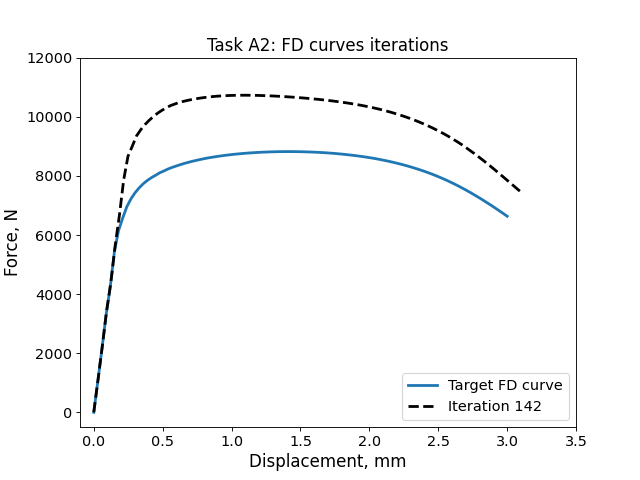 Task A2: FD curves iterations
12000
10000
8000
6000
4000
2000
0
Force, N
0.0 0.5 1.0 1.5 2.0 2.5 3.0 3.5
Displacement, mm
Target FD curve
Iteration 142